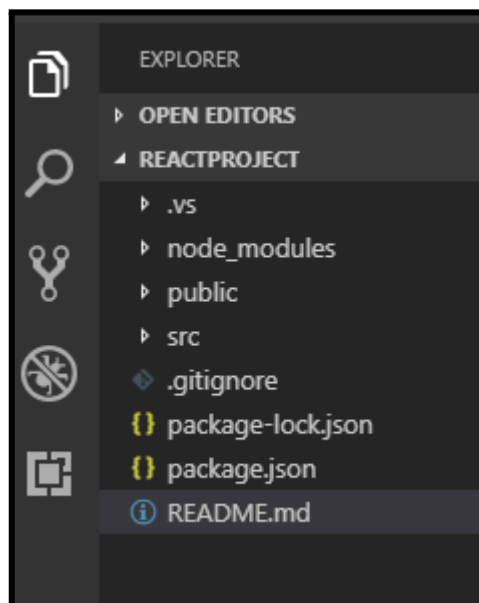 EXPLORER
OPEN EDITORS
REACTPROJECT
.vs
node_modules
public
src
.gitignore
package-lock.json
package.json
README.md